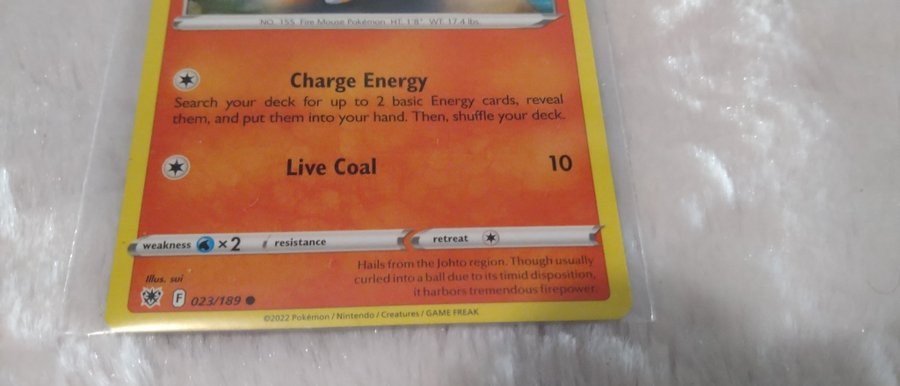 NO. 155 Fire Mouse Pokémon HT. 1'8" WT. 17.4 lbs.
Charge Energy
Search your deck for up to 2 basic Energy cards, reveal
them, and put them into your hand. Then, shuffle your deck.
Live Coal 10
weakness ×2 resistance retreat
Hails from the Johto region. Though usually
curled into a ball due to its timid disposition,
it harbors tremendous firepower.
Illus. sui
F 023/189
©2022 Pokémon / Nintendo / Creatures / GAME FREAK